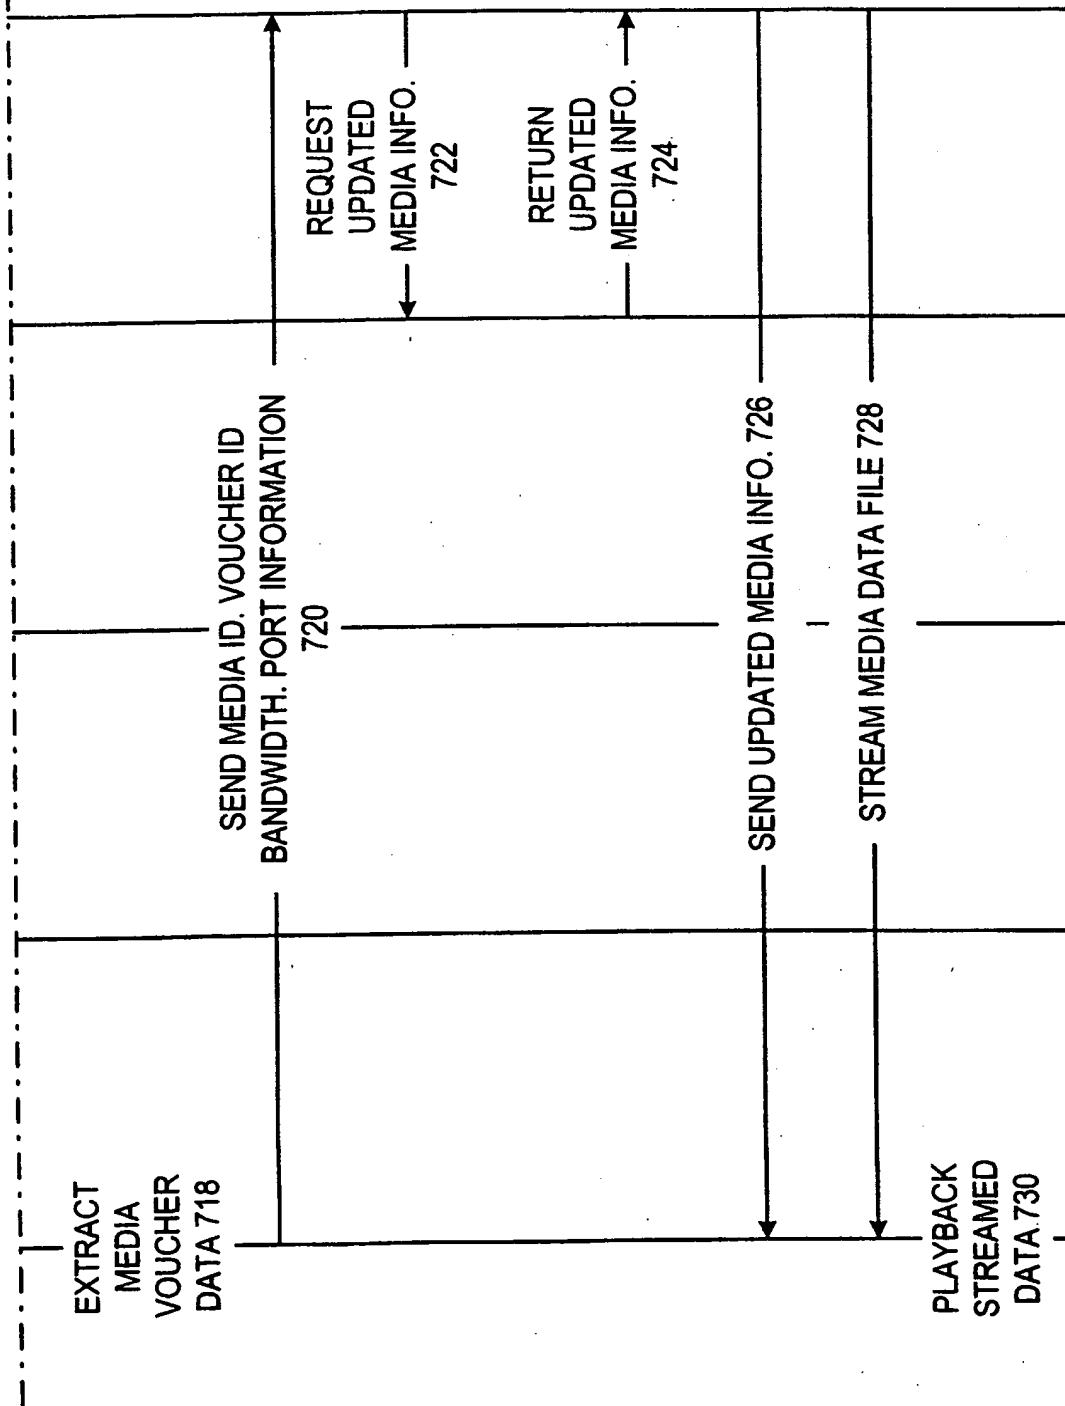 EXTRACT
MEDIA
VOUCHER
DATA 718
SEND MEDIA ID. VOUCHER ID
BANDWIDTH. PORT INFORMATION
720
REQUEST
UPDATED
MEDIA INFO.
722
RETURN
UPDATED
MEDIA INFO.
724
SEND UPDATED MEDIA INFO. 726
STREAM MEDIA DATA FILE 728
PLAYBACK
STREAMED
DATA 730